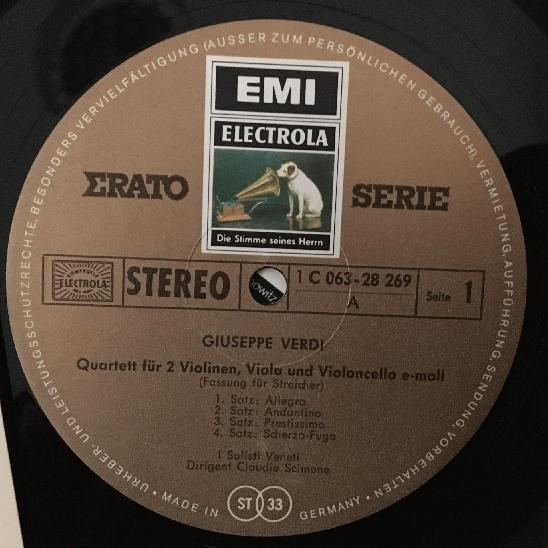 URHEBER- UND LEISTUNGSSCHUTZRECHTE, BESONDERS VERVIELFÄLTIGUNG (AUSSER ZUM PERSÖNLICHEN GEBRAUCH), VERMIETUNG, AUFFÜHRUNG, SENDUNG, VORBEHALTEN
EMI
ELECTROLA
ERATO SERIE
Die Stimme seines Herrn
ELECTROLA
STEREO
1 C 063-28 269
A
Seite 1
GIUSEPPE VERDI
Quartett für 2 Violinen, Viola und Violoncello e-moll
(Fassung für Streicher)
1. Satz: Allegro
2. Satz: Andantino
3. Satz: Prestissimo
4. Satz: Scherzo-Fuga
I Solisti Veneti
Dirigent Claudio Scimone
• MADE IN GERMANY •
ST 33